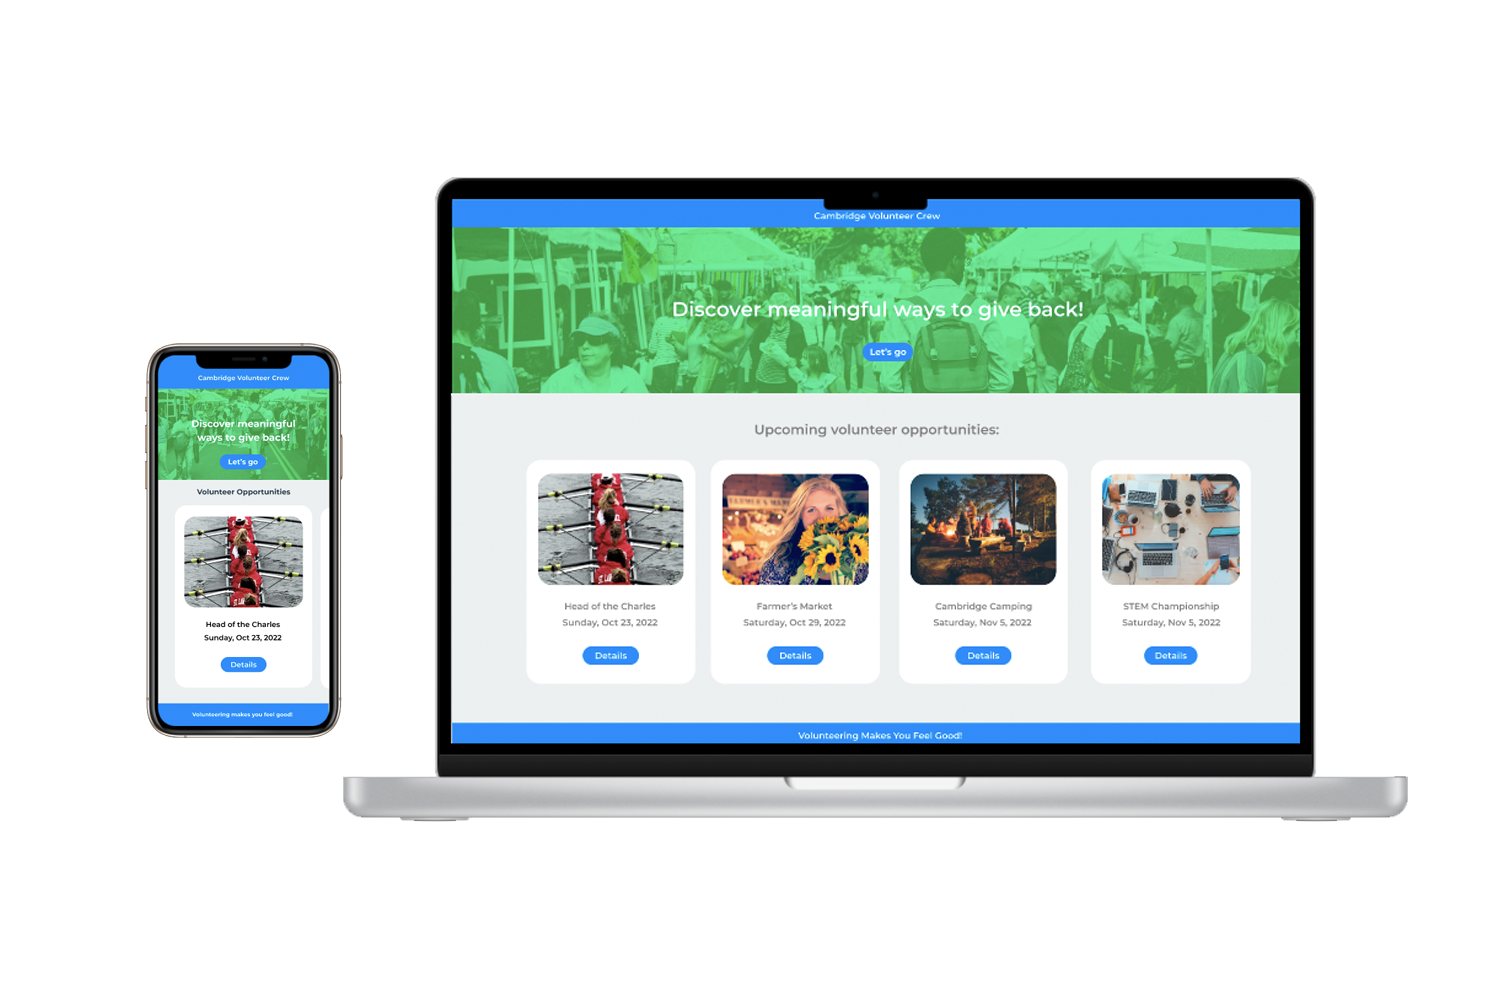 Cambridge Volunteer Crew
Discover meaningful
ways to give back!
Let's go
Volunteer Opportunities
Head of the Charles
Sunday, Oct 23, 2022
Details
Volunteering makes you feel good!
Cambridge Volunteer Crew
Discover meaningful ways to give back!
Let's go
Upcoming volunteer opportunities:
Head of the Charles
Sunday, Oct 23, 2022
Details
Farmer's Market
Saturday, Oct 29, 2022
Details
Cambridge Camping
Saturday, Nov 5, 2022
Details
STEM Championship
Saturday, Nov 5, 2022
Details
Volunteering Makes You Feel Good!